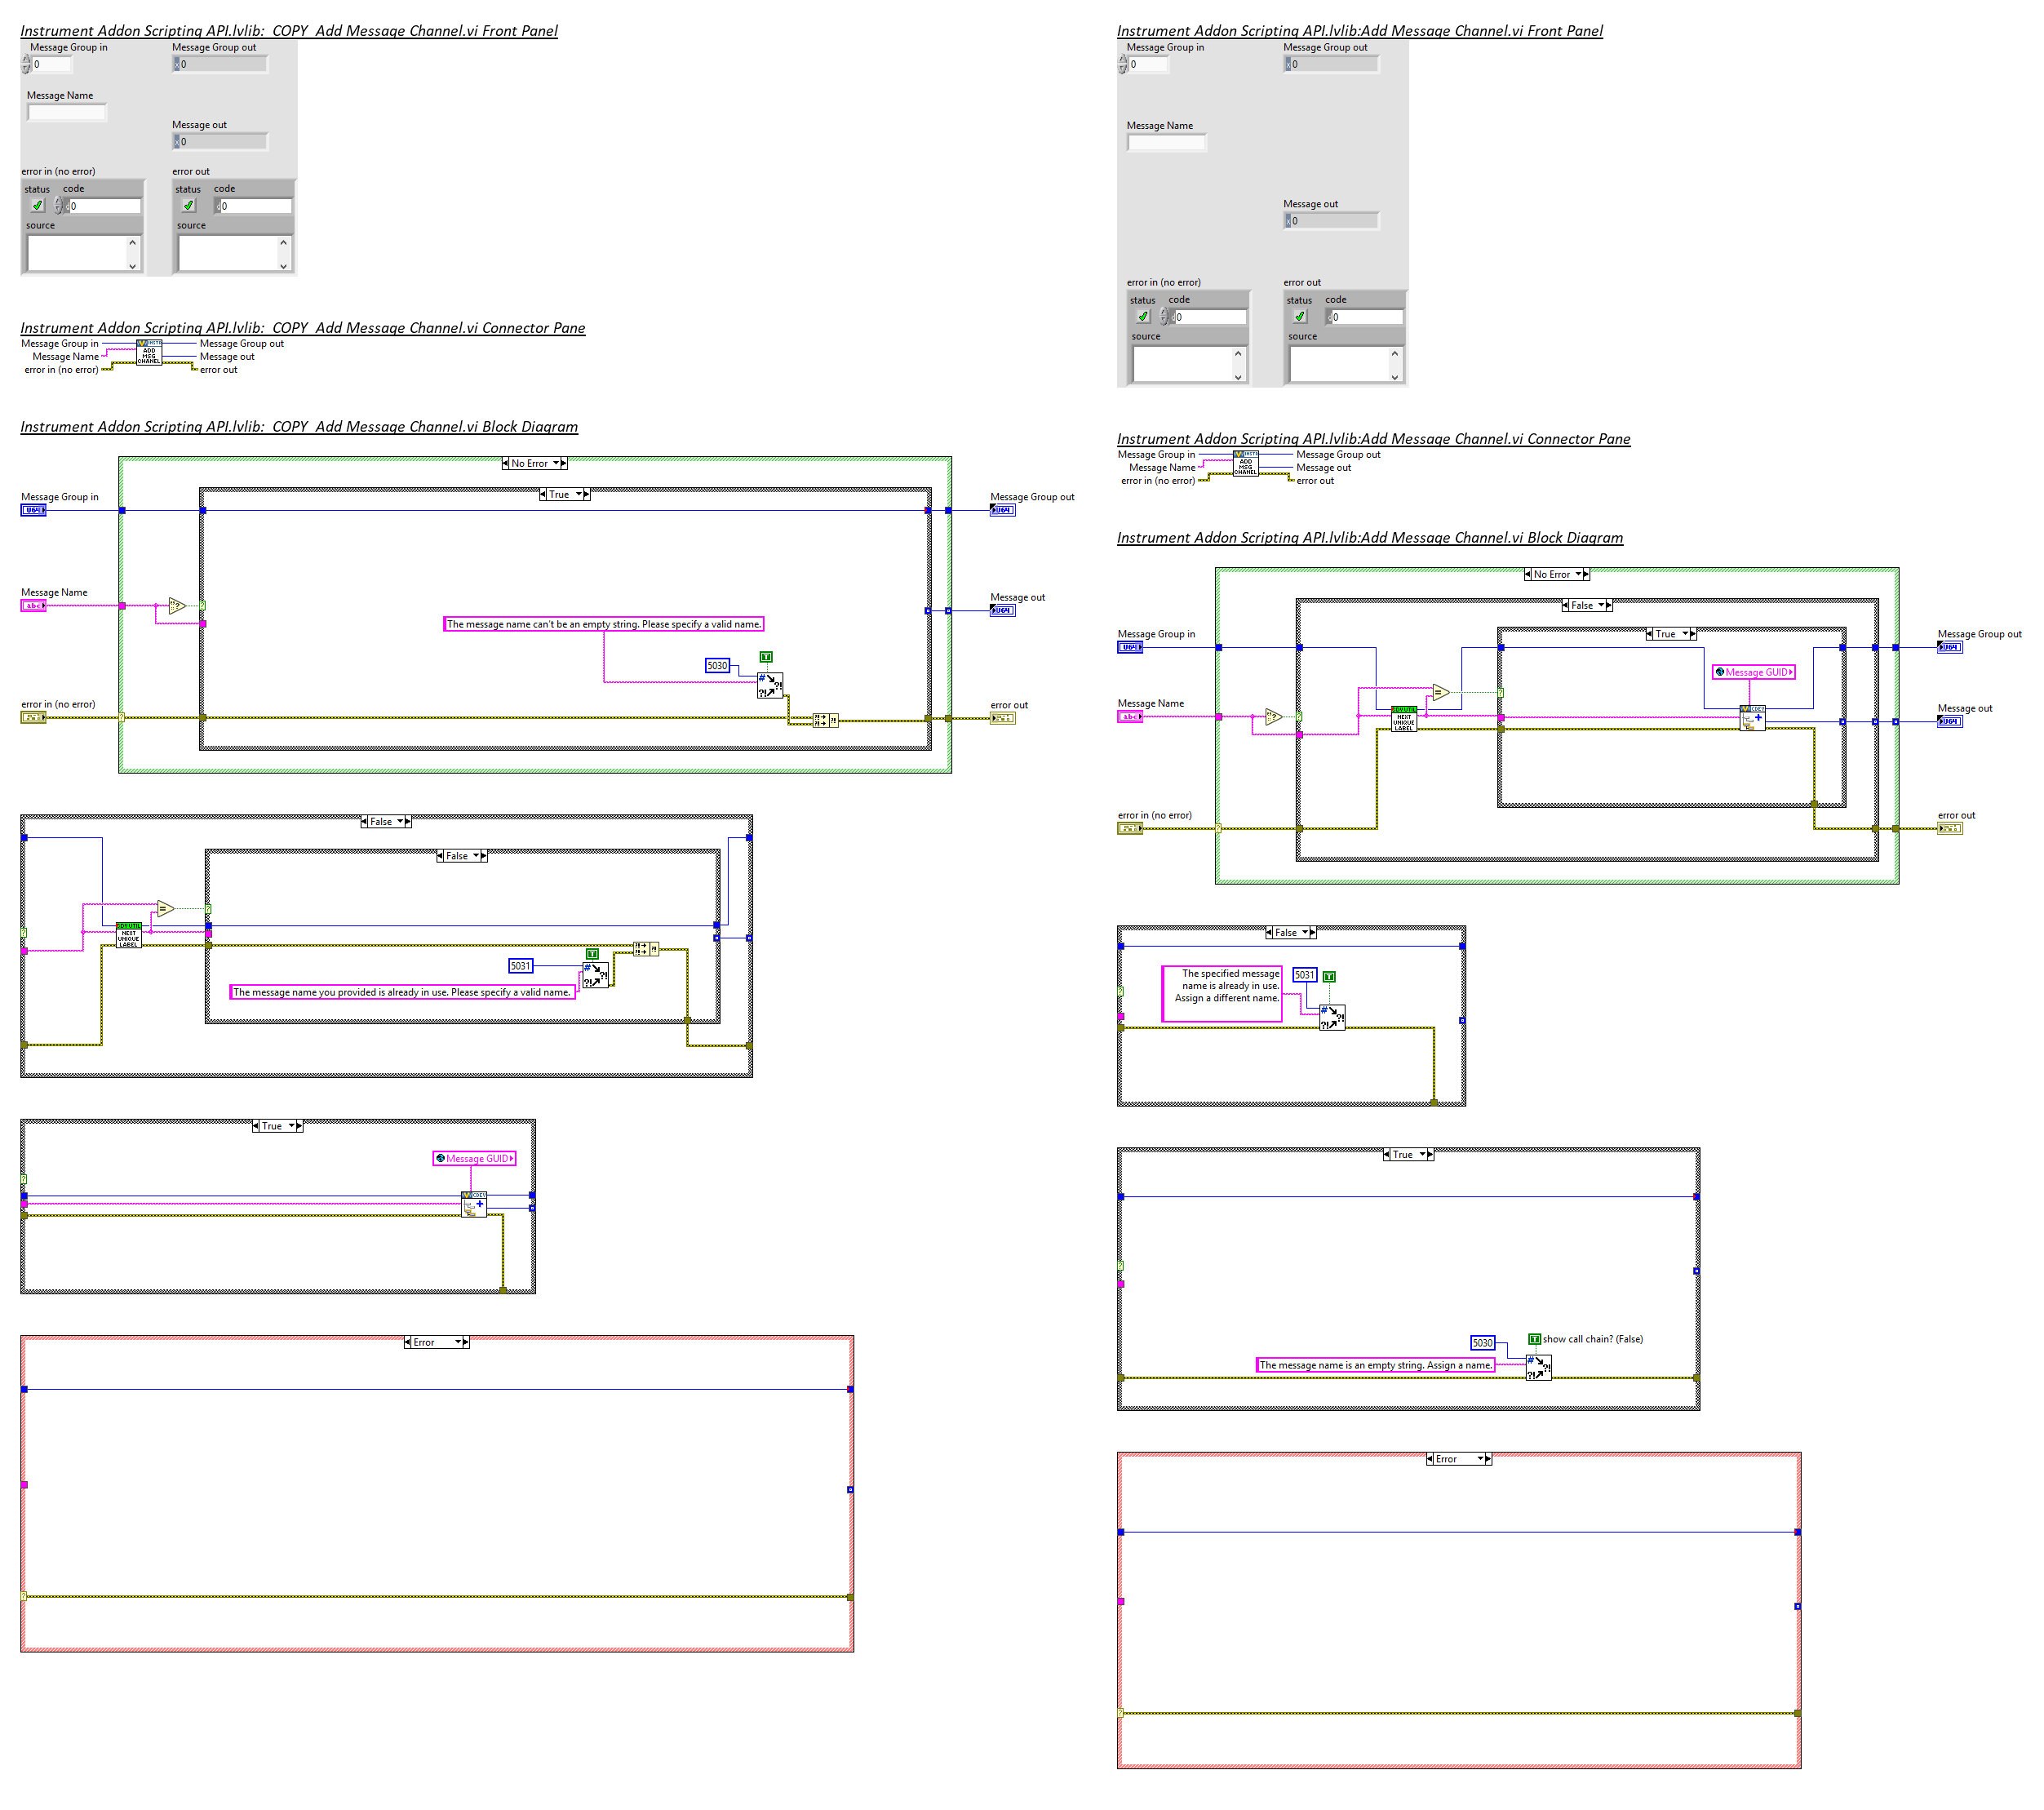 Instrument Addon Scripting API.lvlib:_COPY_Add Message Channel.vi Front Panel
Message Group in
Message Group out
0
x 0
Message Name
Message out
x 0
error in (no error)
error out
status
code
status
code
d 0
d 0
source
source
Instrument Addon Scripting API.lvlib:_COPY_Add Message Channel.vi Connector Pane
Message Group in
Message Group out
Message Name
Message out
error in (no error)
error out
INSTR
ADD
MSG
CHANEL
Instrument Addon Scripting API.lvlib:_COPY_Add Message Channel.vi Block Diagram
No Error
True
Message Group in
U64
Message Group out
U64
Message Name
abc
Message out
U64
The message name can't be an empty string. Please specify a valid name.
5030
T
error in (no error)
error out
False
False
NEXT
UNIQUE
LABEL
=
5031
T
The message name you provided is already in use. Please specify a valid name.
True
Message GUID
Error
Instrument Addon Scripting API.lvlib:Add Message Channel.vi Front Panel
Message Group in
Message Group out
0
x 0
Message Name
Message out
x 0
error in (no error)
error out
status
code
status
code
d 0
d 0
source
source
Instrument Addon Scripting API.lvlib:Add Message Channel.vi Connector Pane
Message Group in
Message Group out
Message Name
Message out
error in (no error)
error out
INSTR
ADD
MSG
CHANEL
Instrument Addon Scripting API.lvlib:Add Message Channel.vi Block Diagram
No Error
False
True
Message Group in
U64
Message Group out
U64
Message GUID
Message Name
abc
=
NEXT
UNIQUE
LABEL
Message out
U64
error in (no error)
error out
False
The specified message
name is already in use.
Assign a different name.
5031
T
True
5030
T
show call chain? (False)
The message name is an empty string. Assign a name.
Error